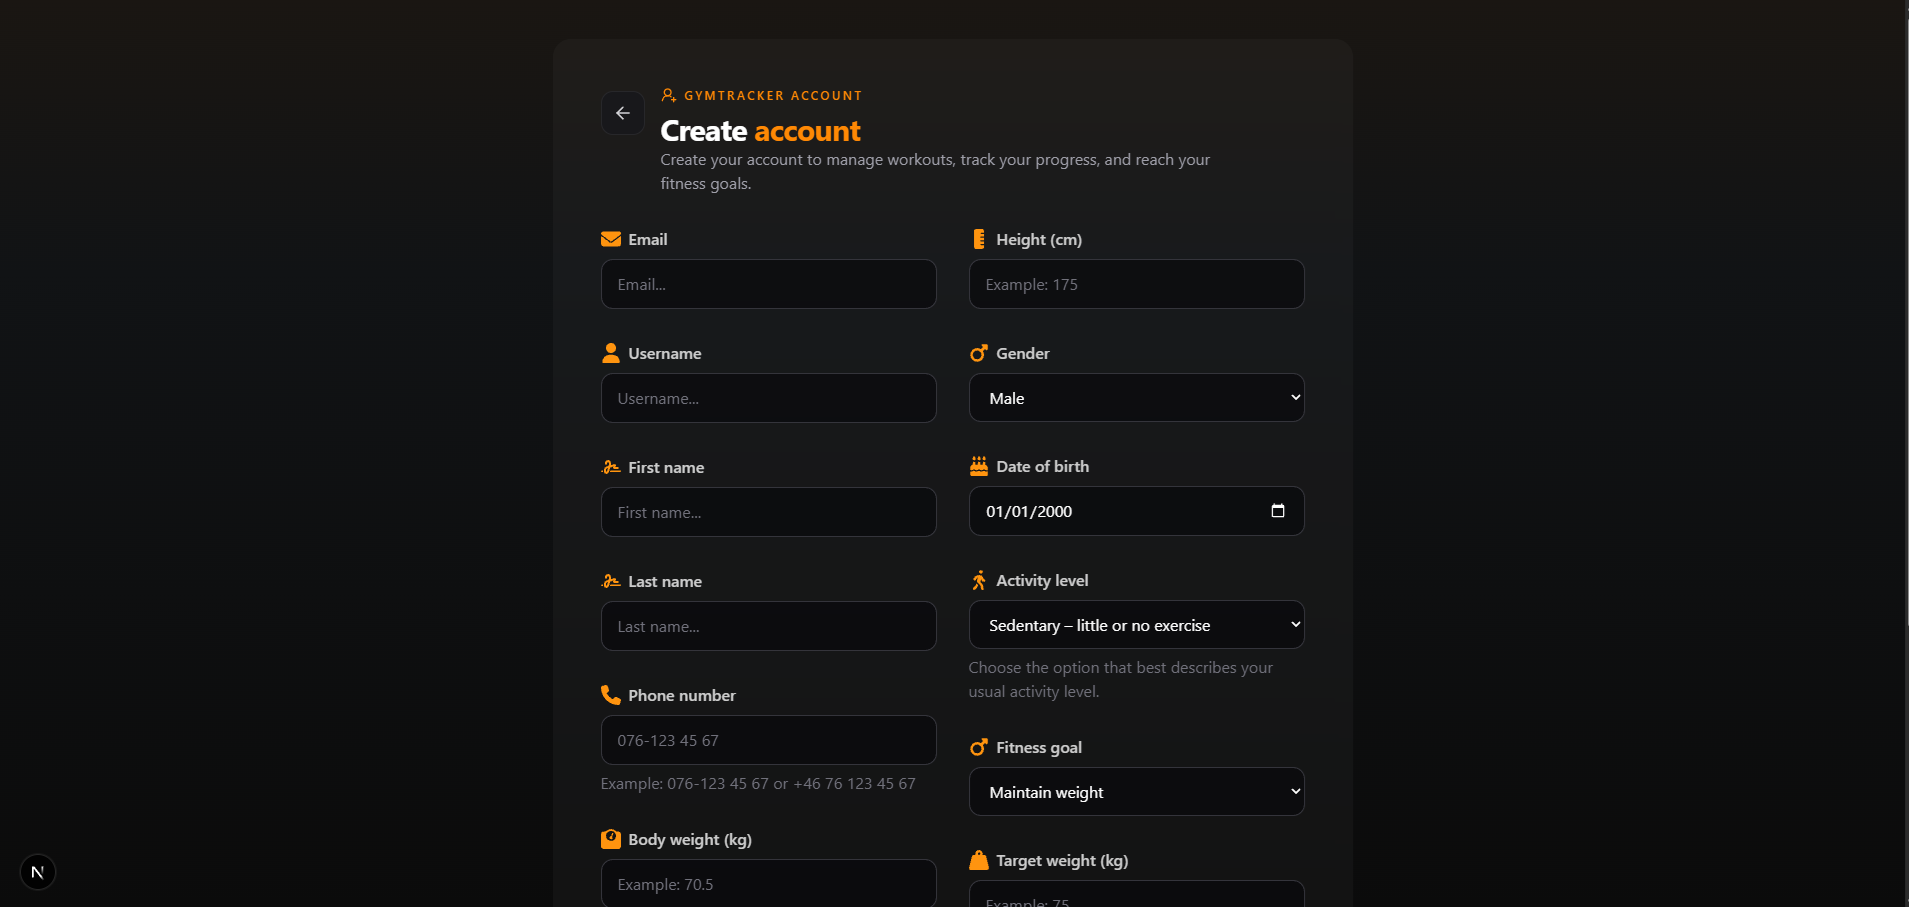 GYMTRACKER ACCOUNT
Create account
Create your account to manage workouts, track your progress, and reach your
fitness goals.
Email
Email...
Username
Username...
First name
First name...
Last name
Last name...
Phone number
076-123 45 67
Example: 076-123 45 67 or +46 76 123 45 67
Body weight (kg)
Example: 70.5
Height (cm)
Example: 175
Gender
Male
Date of birth
01/01/2000
Activity level
Sedentary – little or no exercise
Choose the option that best describes your
usual activity level.
Fitness goal
Maintain weight
Target weight (kg)
Example: 75
N